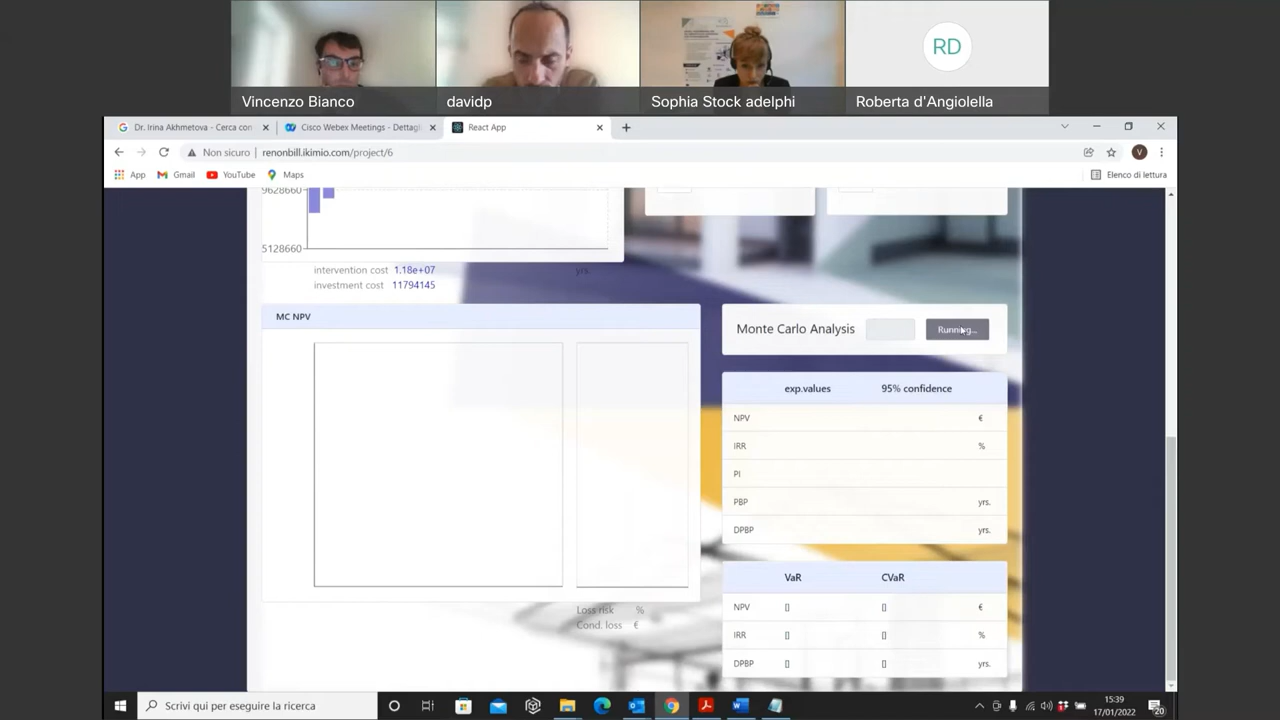 RD
Vincenzo Bianco
davidp
Sophia Stock adelphi
Roberta d'Angiolella
Dr. Irina Akhmetova - Cerca con
Cisco Webex Meetings - Dettagli
React App
Non sicuro
renonbill.ikimio.com/project/6
V
App
Gmail
YouTube
Maps
Elenco di lettura
9628660
5128660
intervention cost 1.18e+07
yrs
investment cost 11794145
MC NPV
Monte Carlo Analysis
Running...
exp.values 95% confidence
NPV €
IRR %
PI
PBP yrs.
DPBP yrs.
VaR CVaR
NPV [] [] €
IRR [] [] %
DPBP [] [] yrs.
Loss risk %
Cond. loss €
Scrivi qui per eseguire la ricerca
15:39
17/01/2022
20